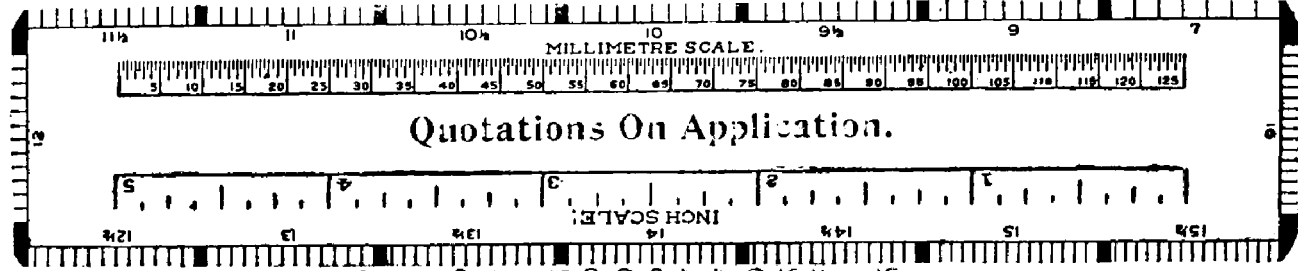 11½ 11 10½ 10 9½ 9 7
MILLIMETRE SCALE.
5 10 15 20 25 30 35 40 45 50 55 60 65 70 75 80 85 90 95 100 105 110 115 120 125
12
Quotations On Application.
5 4 3 2 1
INCH SCALE!
12½ 13 13½ 14 14½ 15 15½